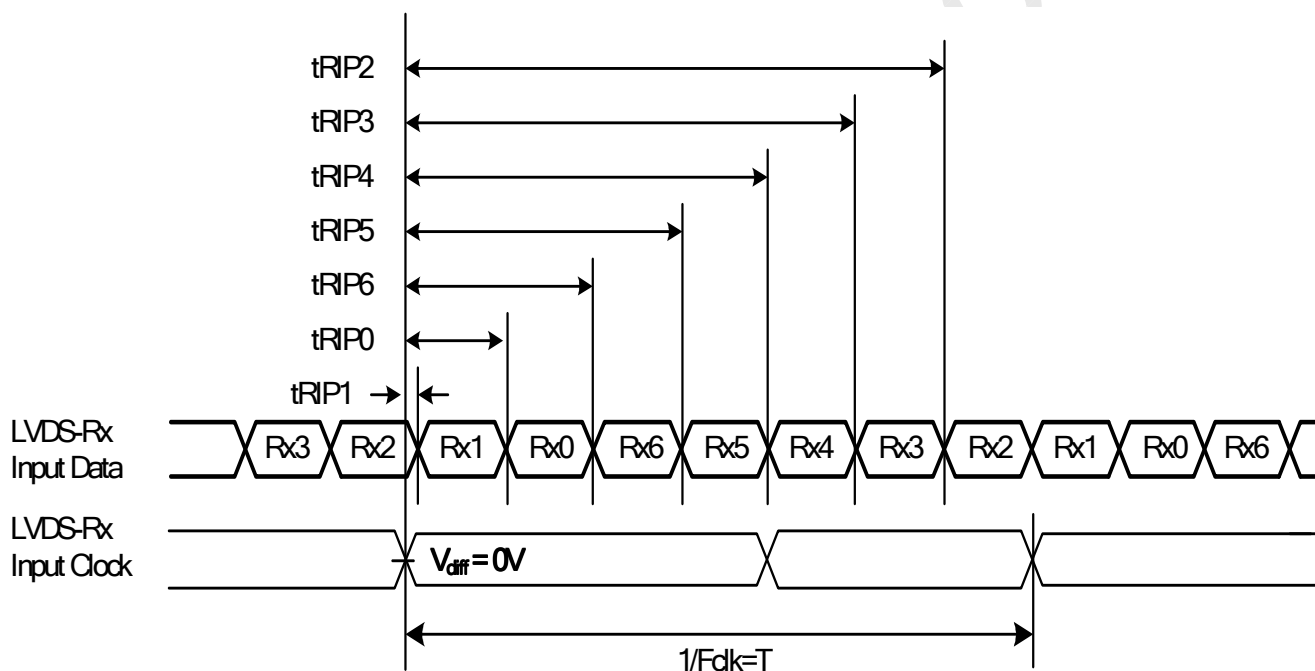 tRIP2
tRIP3
tRIP4
tRIP5
tRIP6
tRIP0
tRIP1
LVDS-Rx
Input Data
Rx3 Rx2 Rx1 Rx0 Rx6 Rx5 Rx4 Rx3 Rx2 Rx1 Rx0 Rx6
LVDS-Rx
Input Clock
Vdiff = 0V
1/Fclk=T